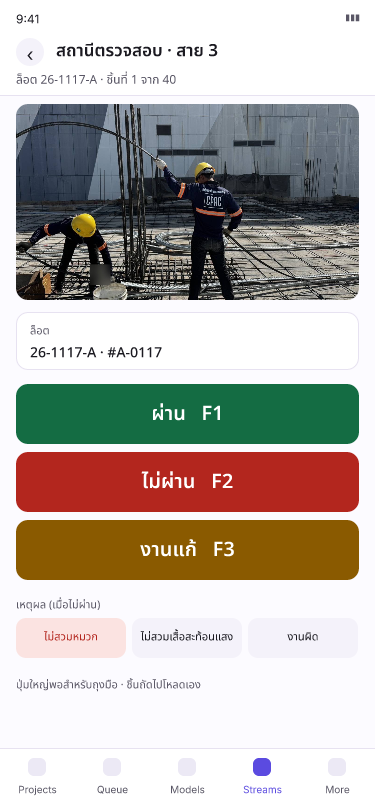 9:41
‹ สถานีตรวจสอบ · สาย 3
ล็อต 26-1117-A · ชิ้นที่ 1 จาก 40
CFAC
ล็อต
26-1117-A · #A-0117
ผ่าน F1
ไม่ผ่าน F2
งานแก้ F3
เหตุผล (เมื่อไม่ผ่าน)
ไม่สวมหมวก ไม่สวมเสื้อสะท้อนแสง งานผิด
ปุ่มใหญ่พอสำหรับถุงมือ · ชิ้นถัดไปโหลดเอง
Projects Queue Models Streams More